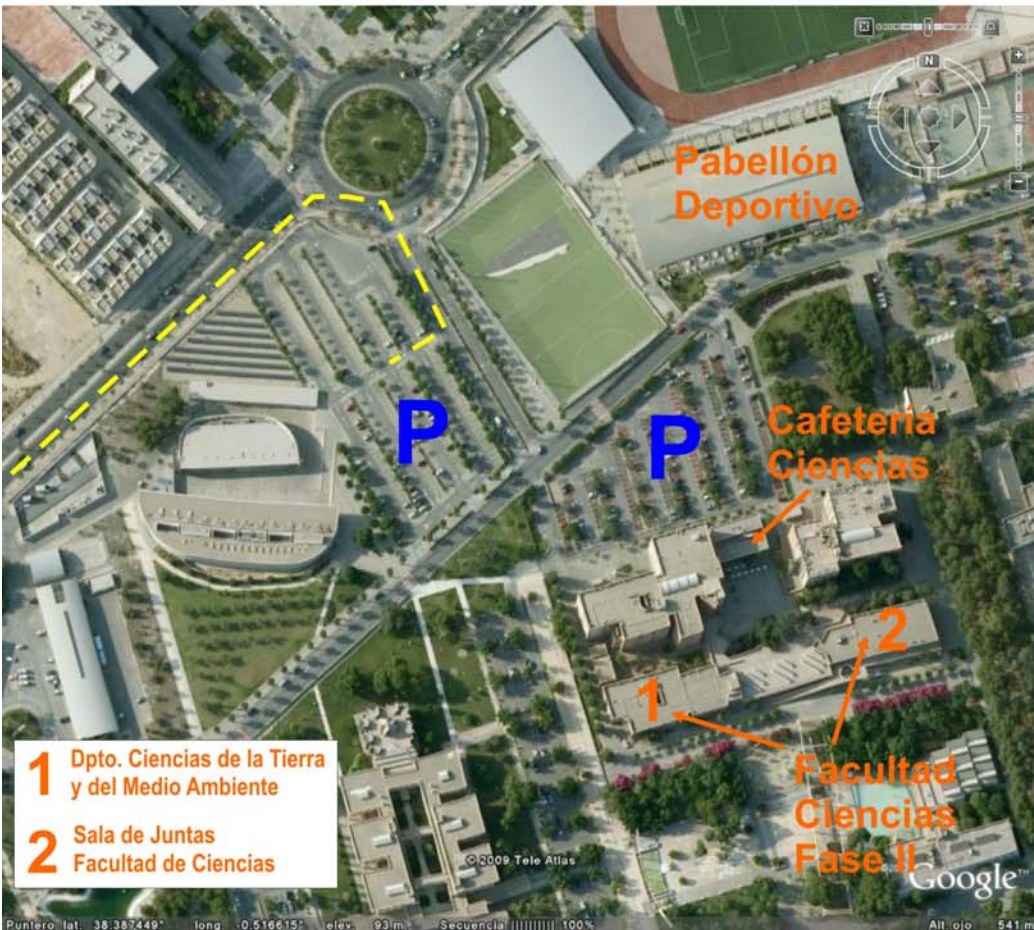 N
Pabellón
Deportivo
P
P
Cafeteria
Ciencias
2
1
1 Dpto. Ciencias de la Tierra
y del Medio Ambiente
2 Sala de Juntas
Facultad de Ciencias
Facultad
Ciencias
Fase II
© 2009 Tele Atlas
Google™
Puntero lat. 38.387449° long. -0.516615° elev. 93 m Secuencia 100% Alt. ojo 541 m